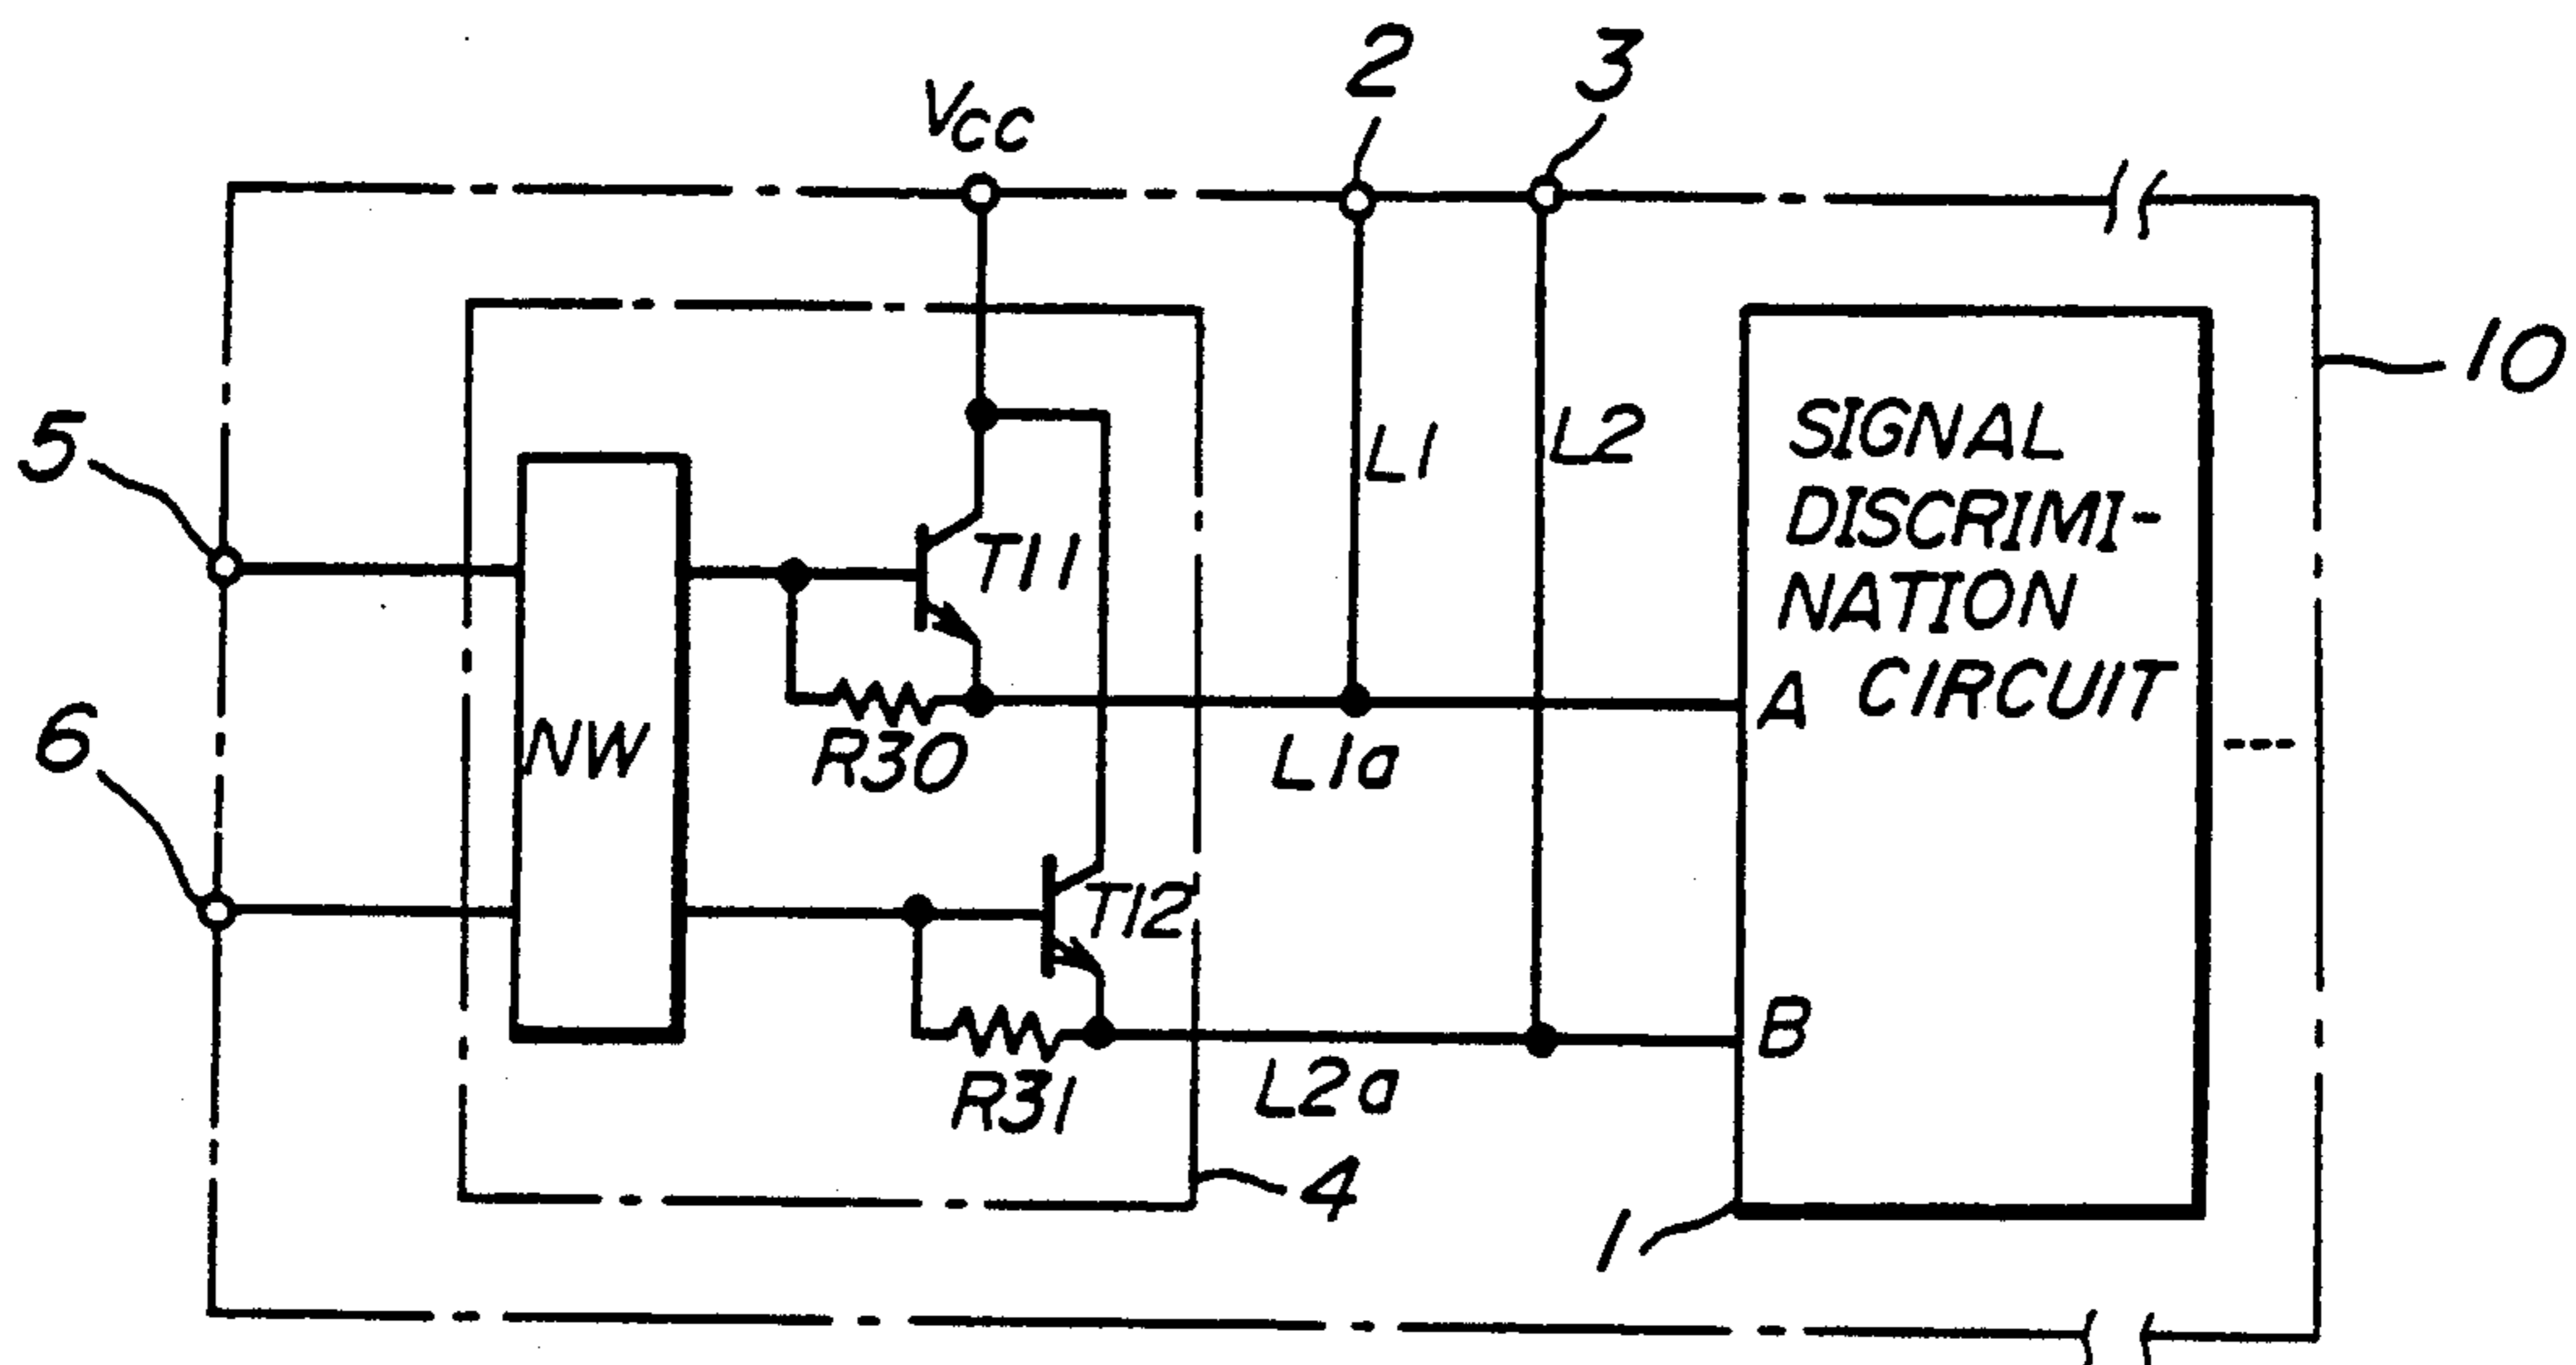 2
3
VCC
10
L1
L2
SIGNAL
DISCRIMI-
NATION
CIRCUIT
5
T11
A
6
NW
R30
L1a
---
T12
B
R31
L2a
4
1